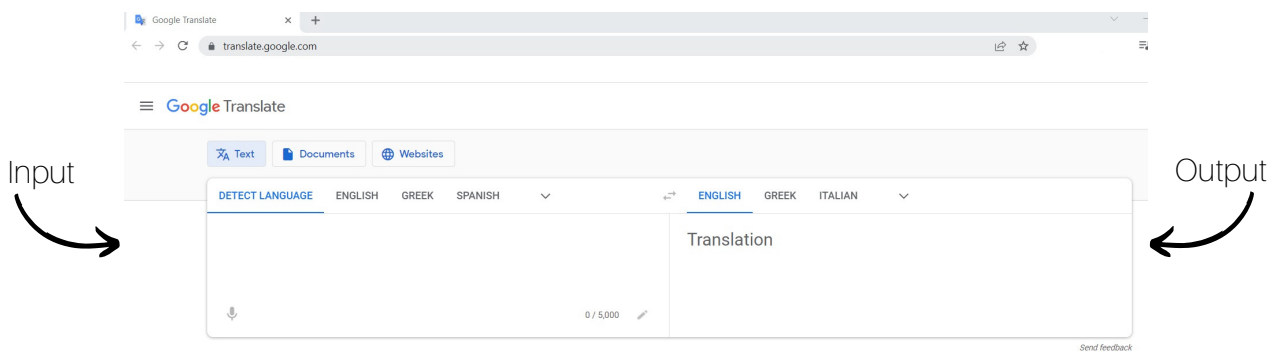 Google Translate
translate.google.com
Google Translate
Text Documents Websites
Input
Output
DETECT LANGUAGE ENGLISH GREEK SPANISH ENGLISH GREEK ITALIAN
Translation
0 / 5,000
Send feedback